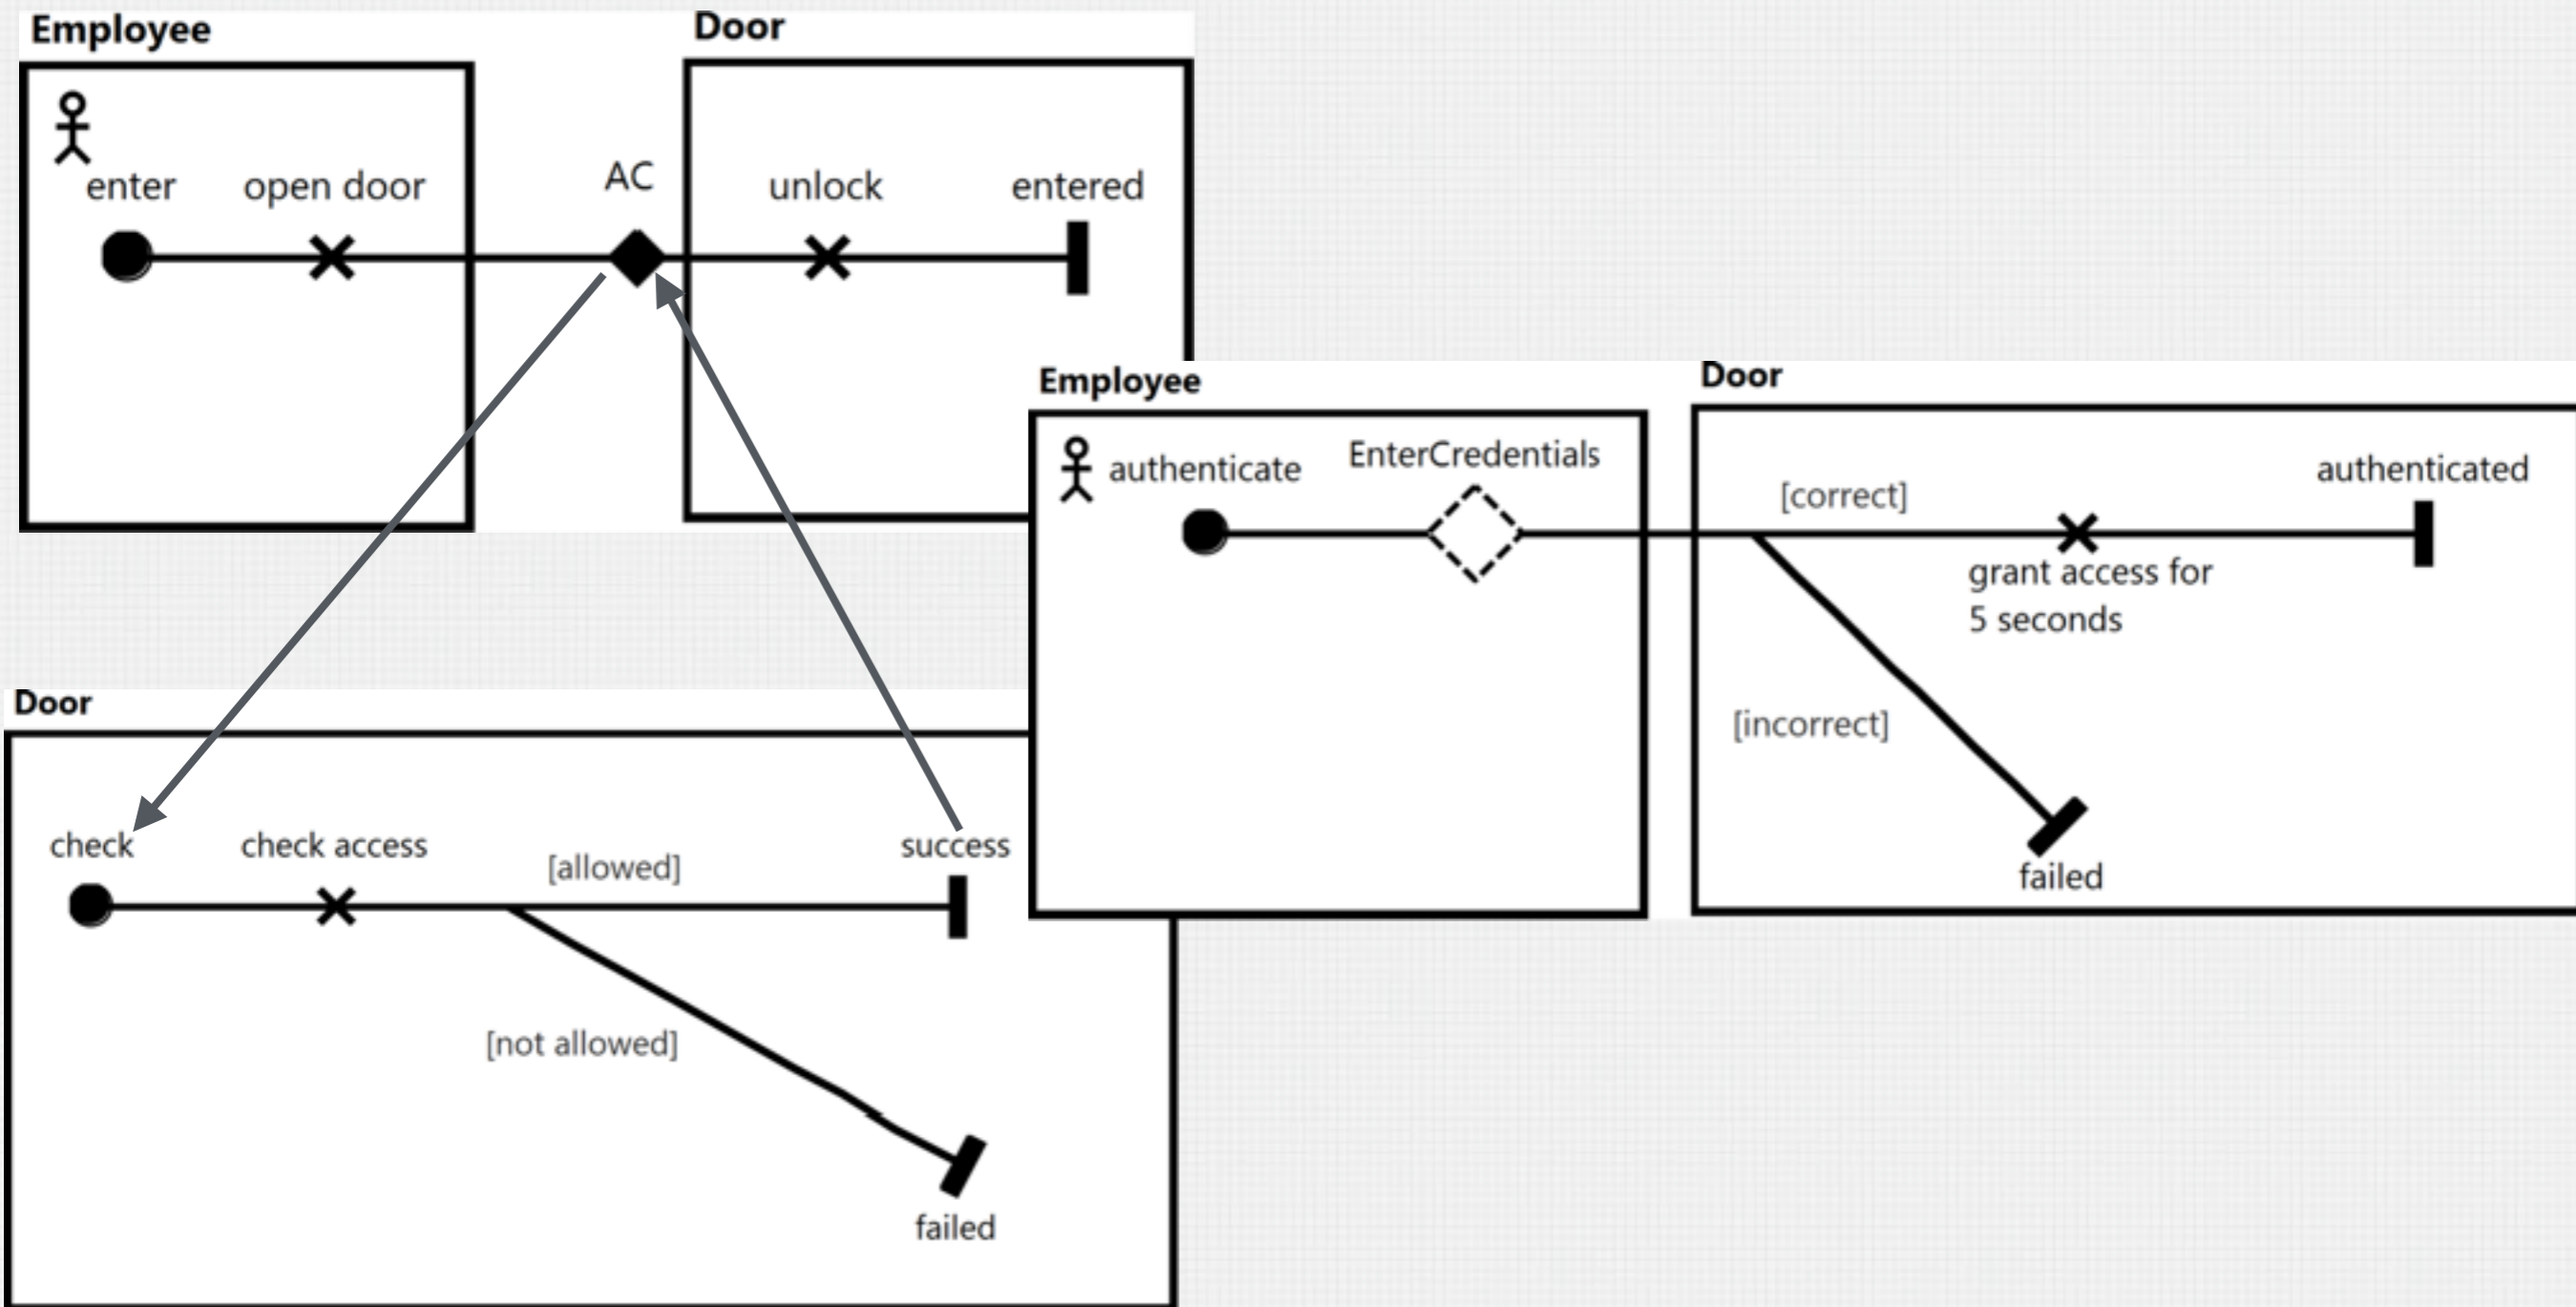 Employee
Door
enter
open door
AC
unlock
entered
Employee
Door
authenticate
EnterCredentials
[correct]
authenticated
grant access for
5 seconds
[incorrect]
failed
Door
check
check access
[allowed]
success
[not allowed]
failed